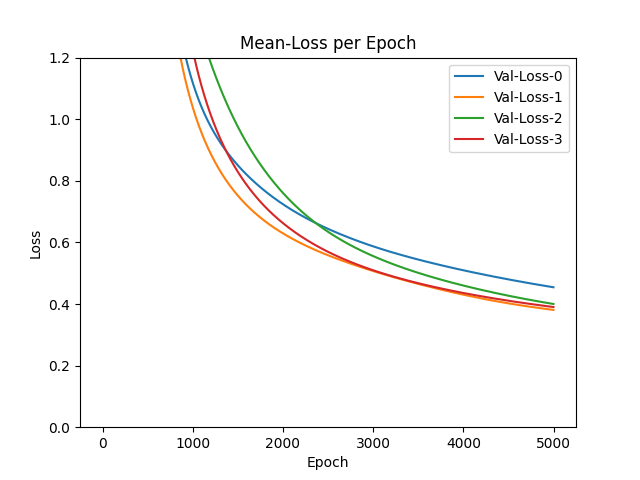 Mean-Loss per Epoch
Val-Loss-0
Val-Loss-1
Val-Loss-2
Val-Loss-3
1.2
1.0
0.8
0.6
0.4
0.2
0.0
Loss
0 1000 2000 3000 4000 5000
Epoch